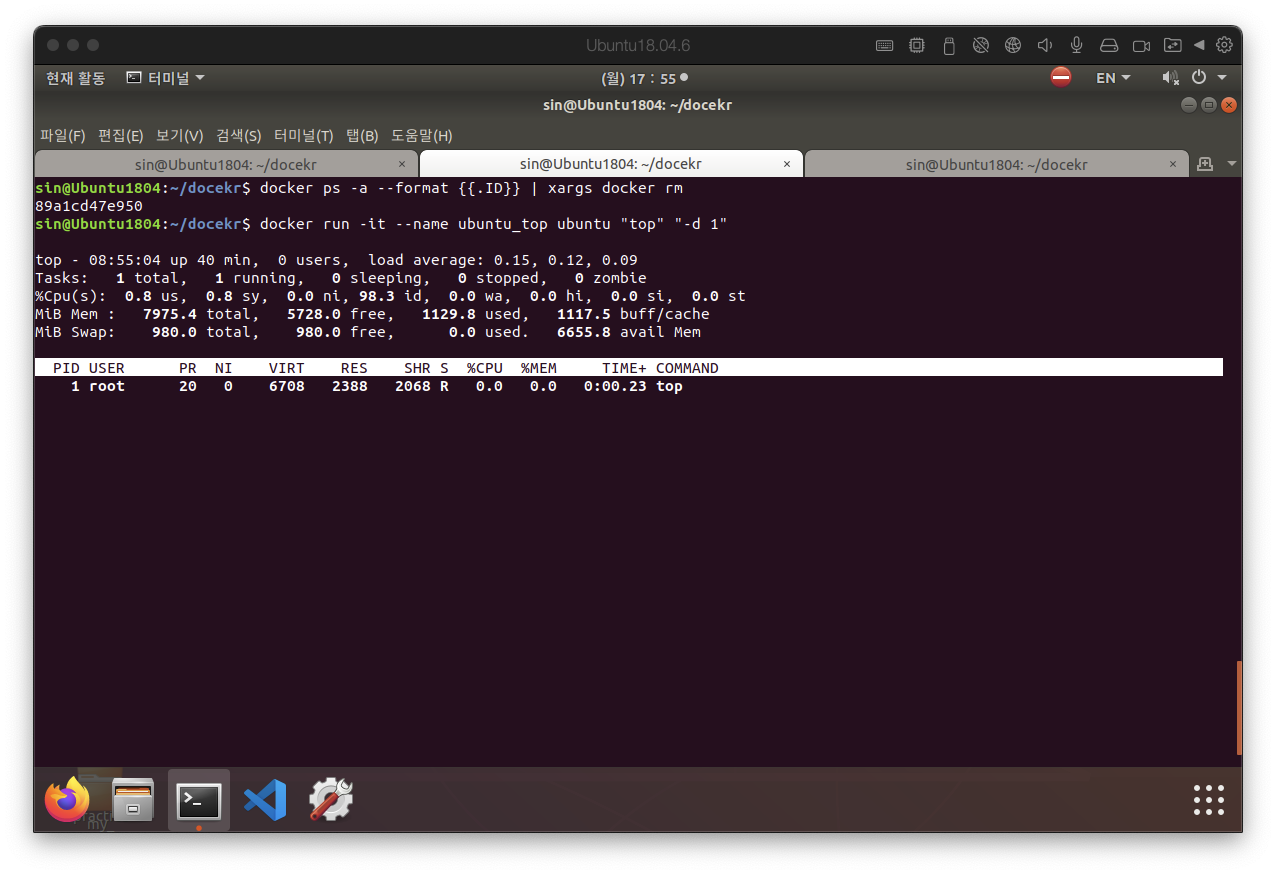 Ubuntu18.04.6
현재 활동 터미널 (월) 17 : 55 EN
sin@Ubuntu1804: ~/docekr
파일(F) 편집(E) 보기(V) 검색(S) 터미널(T) 탭(B) 도움말(H)
sin@Ubuntu1804: ~/docekr × sin@Ubuntu1804: ~/docekr × sin@Ubuntu1804: ~/docekr ×
sin@Ubuntu1804:~/docekr$ docker ps -a --format {{.ID}} | xargs docker rm
89a1cd47e950
sin@Ubuntu1804:~/docekr$ docker run -it --name ubuntu_top ubuntu "top" "-d 1"
top - 08:55:04 up 40 min,  0 users,  load average: 0.15, 0.12, 0.09
Tasks:   1 total,   1 running,   0 sleeping,   0 stopped,   0 zombie
%Cpu(s):  0.8 us,  0.8 sy,  0.0 ni, 98.3 id,  0.0 wa,  0.0 hi,  0.0 si,  0.0 st
MiB Mem :   7975.4 total,   5728.0 free,   1129.8 used,   1117.5 buff/cache
MiB Swap:    980.0 total,    980.0 free,      0.0 used.   6655.8 avail Mem
PID USER      PR  NI    VIRT    RES    SHR S  %CPU  %MEM     TIME+ COMMAND
1 root      20   0    6708   2388   2068 R   0.0   0.0   0:00.23 top
my_